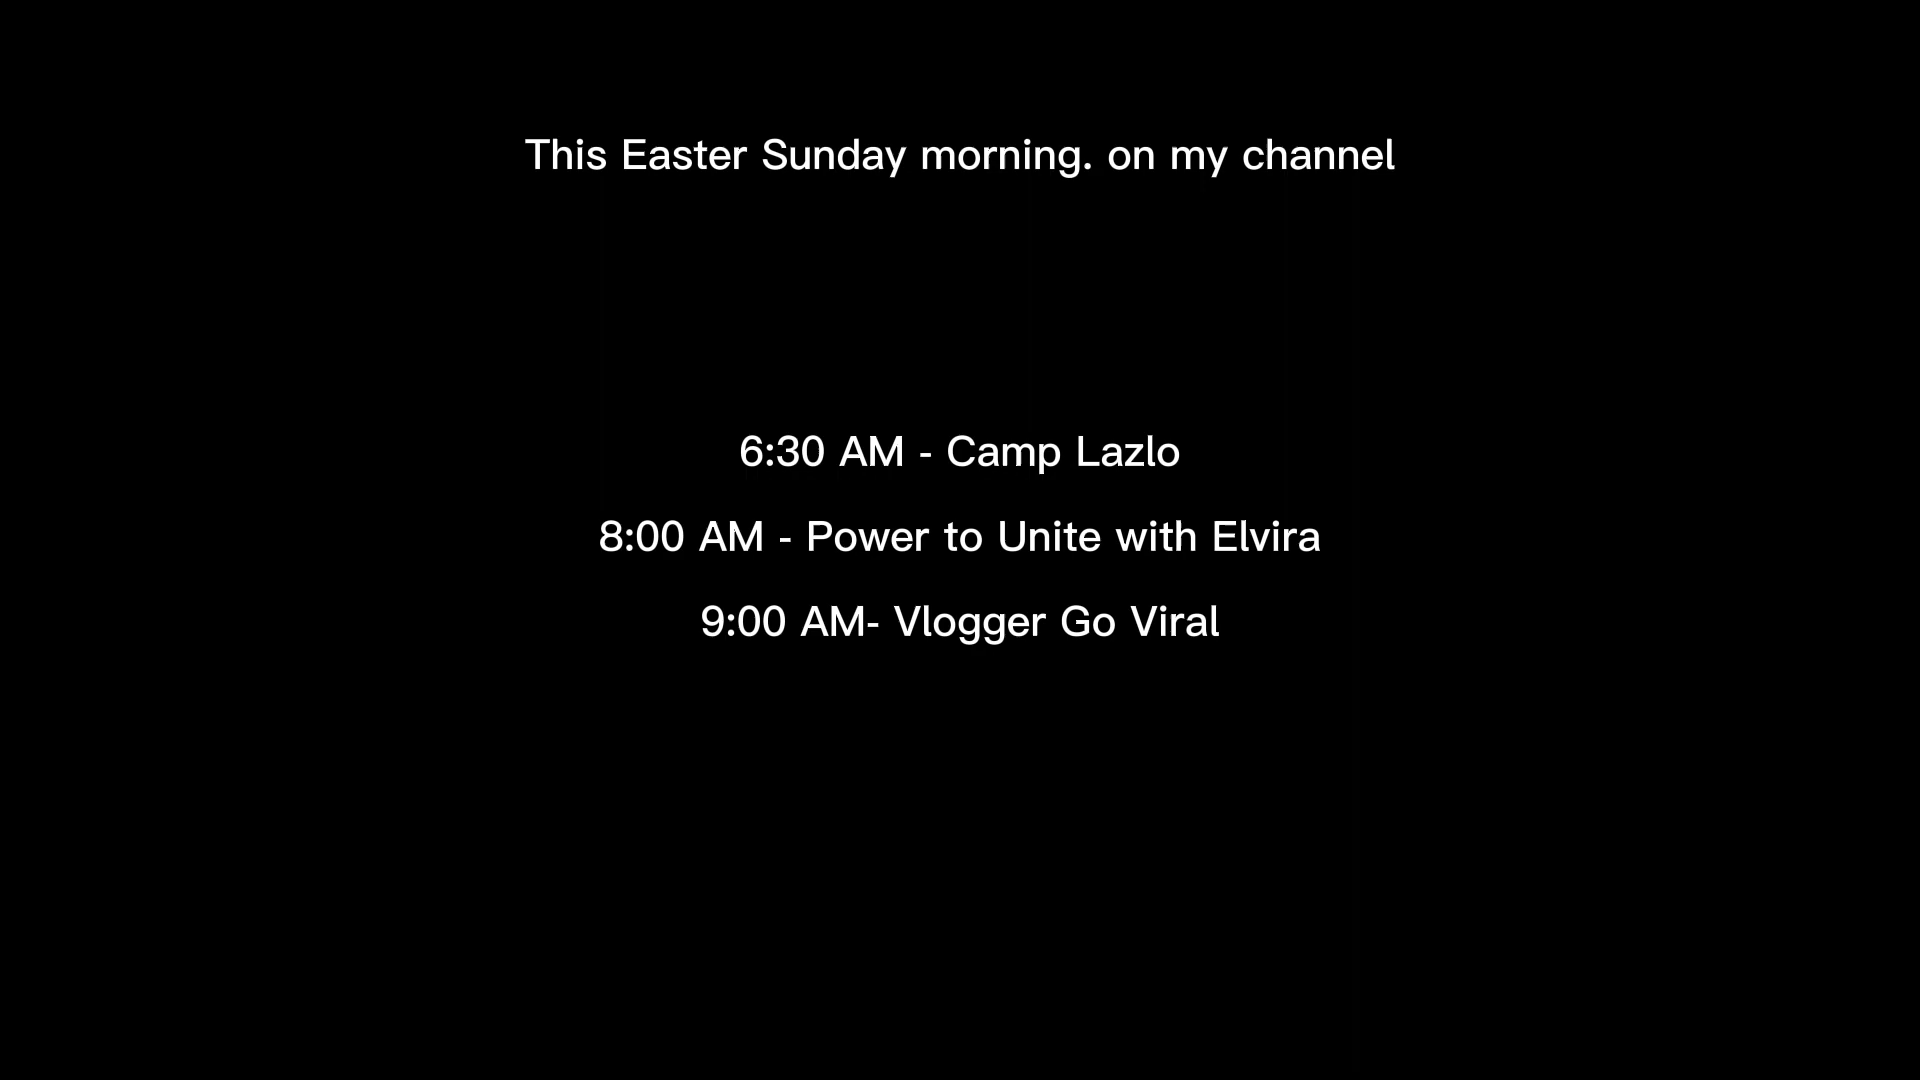 This Easter Sunday morning. on my channel
6:30 AM - Camp Lazlo
8:00 AM - Power to Unite with Elvira
9:00 AM- Vlogger Go Viral